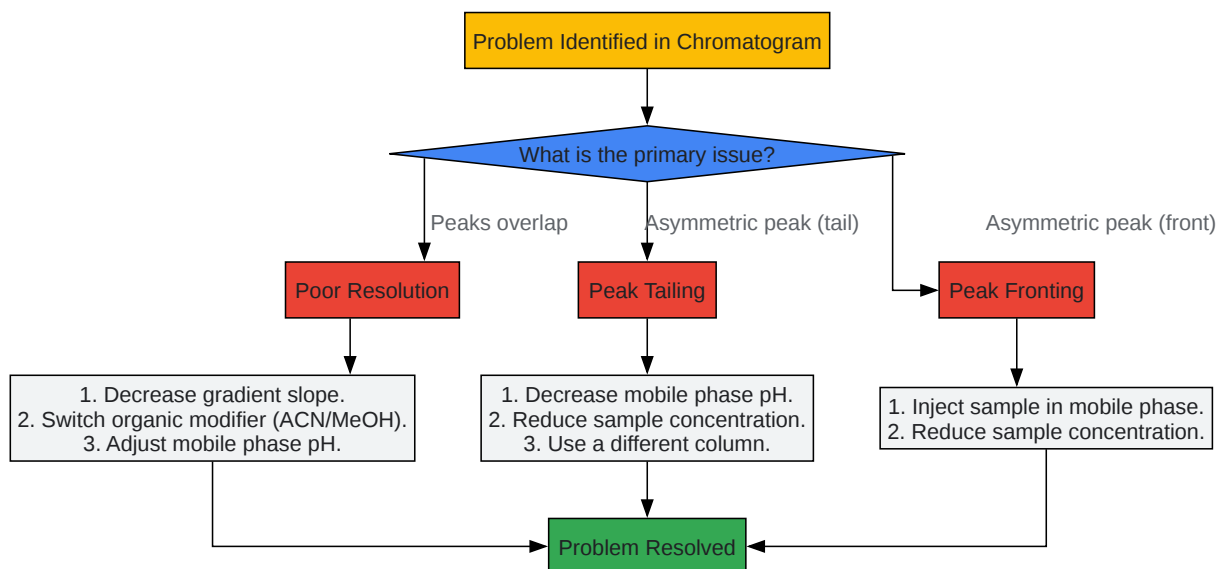 Problem Identified in Chromatogram
What is the primary issue?
Peaks overlap
Asymmetric peak (tail)
Asymmetric peak (front)
Poor Resolution
Peak Tailing
Peak Fronting
1. Decrease gradient slope.
2. Switch organic modifier (ACN/MeOH).
3. Adjust mobile phase pH.
1. Decrease mobile phase pH.
2. Reduce sample concentration.
3. Use a different column.
1. Inject sample in mobile phase.
2. Reduce sample concentration.
Problem Resolved